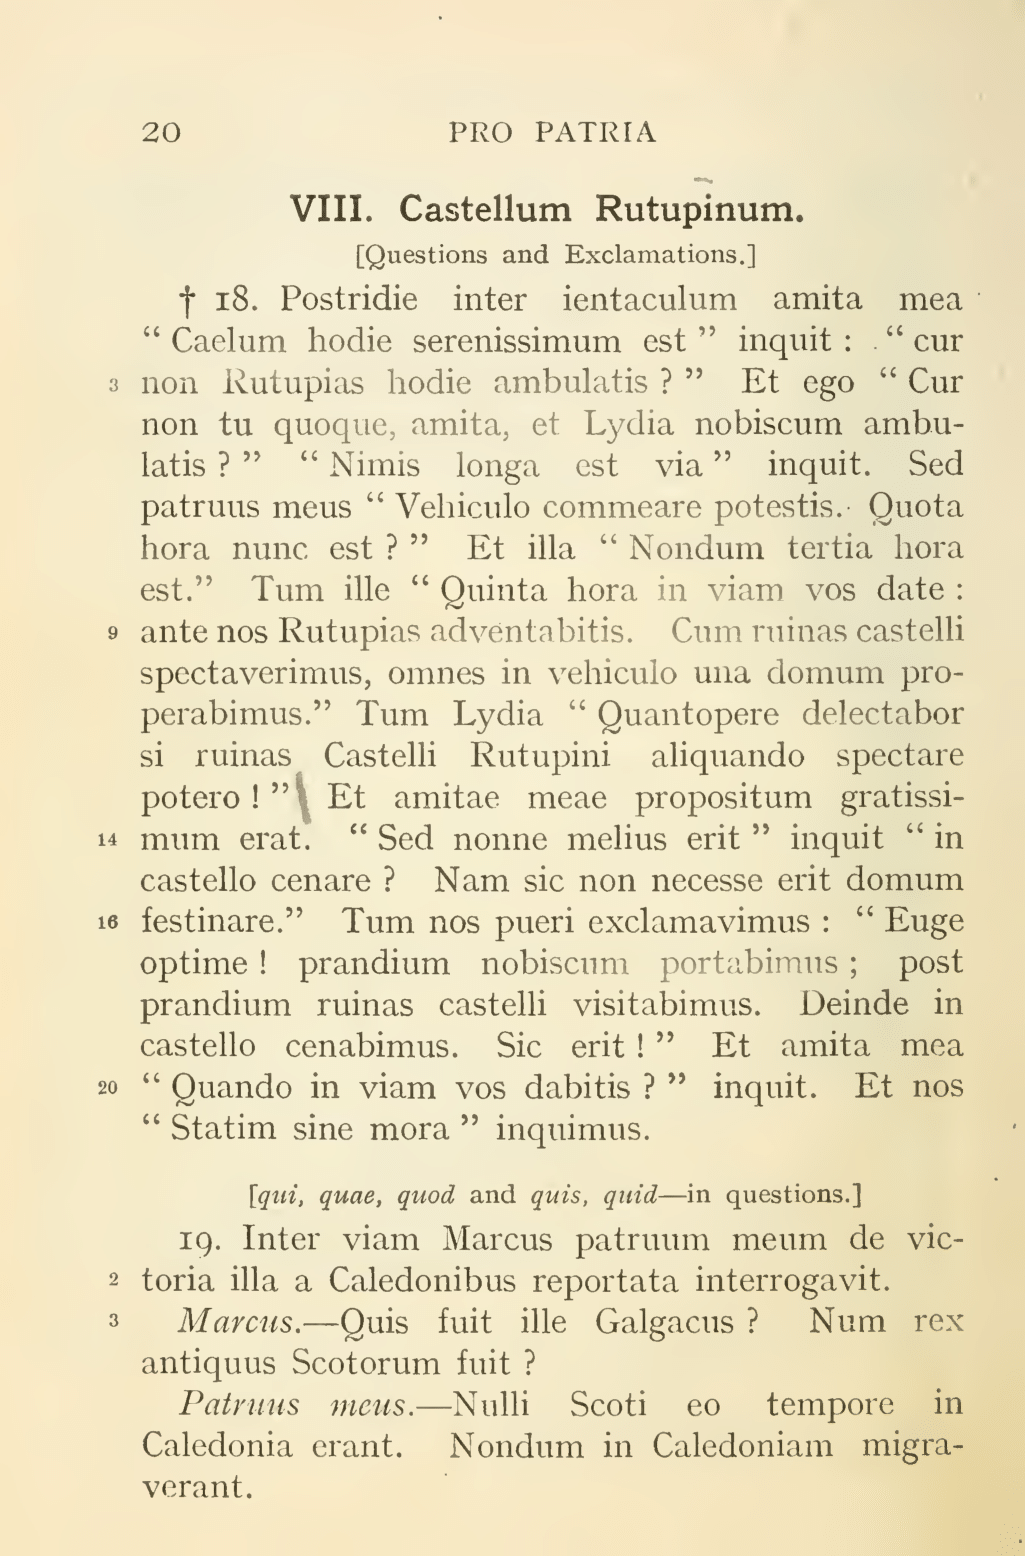 20 PRO PATRIA
VIII. Castellum Rutupinum.
[Questions and Exclamations.]
† 18. Postridie inter ientaculum amita mea
“ Caelum hodie serenissimum est ” inquit : “ cur
3 non Rutupias hodie ambulatis ? ” Et ego “ Cur
non tu quoque, amita, et Lydia nobiscum ambu-
latis ? ” “ Nimis longa est via ” inquit. Sed
patruus meus “ Vehiculo commeare potestis. Quota
hora nunc est ? ” Et illa “ Nondum tertia hora
est.” Tum ille “ Quinta hora in viam vos date :
9 ante nos Rutupias adventabitis. Cum ruinas castelli
spectaverimus, omnes in vehiculo una domum pro-
perabimus.” Tum Lydia “ Quantopere delectabor
si ruinas Castelli Rutupini aliquando spectare
potero ! ” Et amitae meae propositum gratissi-
14 mum erat. “ Sed nonne melius erit ” inquit “ in
castello cenare ? Nam sic non necesse erit domum
16 festinare.” Tum nos pueri exclamavimus : “ Euge
optime ! prandium nobiscum portabimus ; post
prandium ruinas castelli visitabimus. Deinde in
castello cenabimus. Sic erit ! ” Et amita mea
20 “ Quando in viam vos dabitis ? ” inquit. Et nos
“ Statim sine mora ” inquimus.
[qui, quae, quod and quis, quid—in questions.]
19. Inter viam Marcus patruum meum de vic-
2 toria illa a Caledonibus reportata interrogavit.
3 Marcus.—Quis fuit ille Galgacus ? Num rex
antiquus Scotorum fuit ?
Patruus meus.—Nulli Scoti eo tempore in
Caledonia erant. Nondum in Caledoniam migra-
verant.